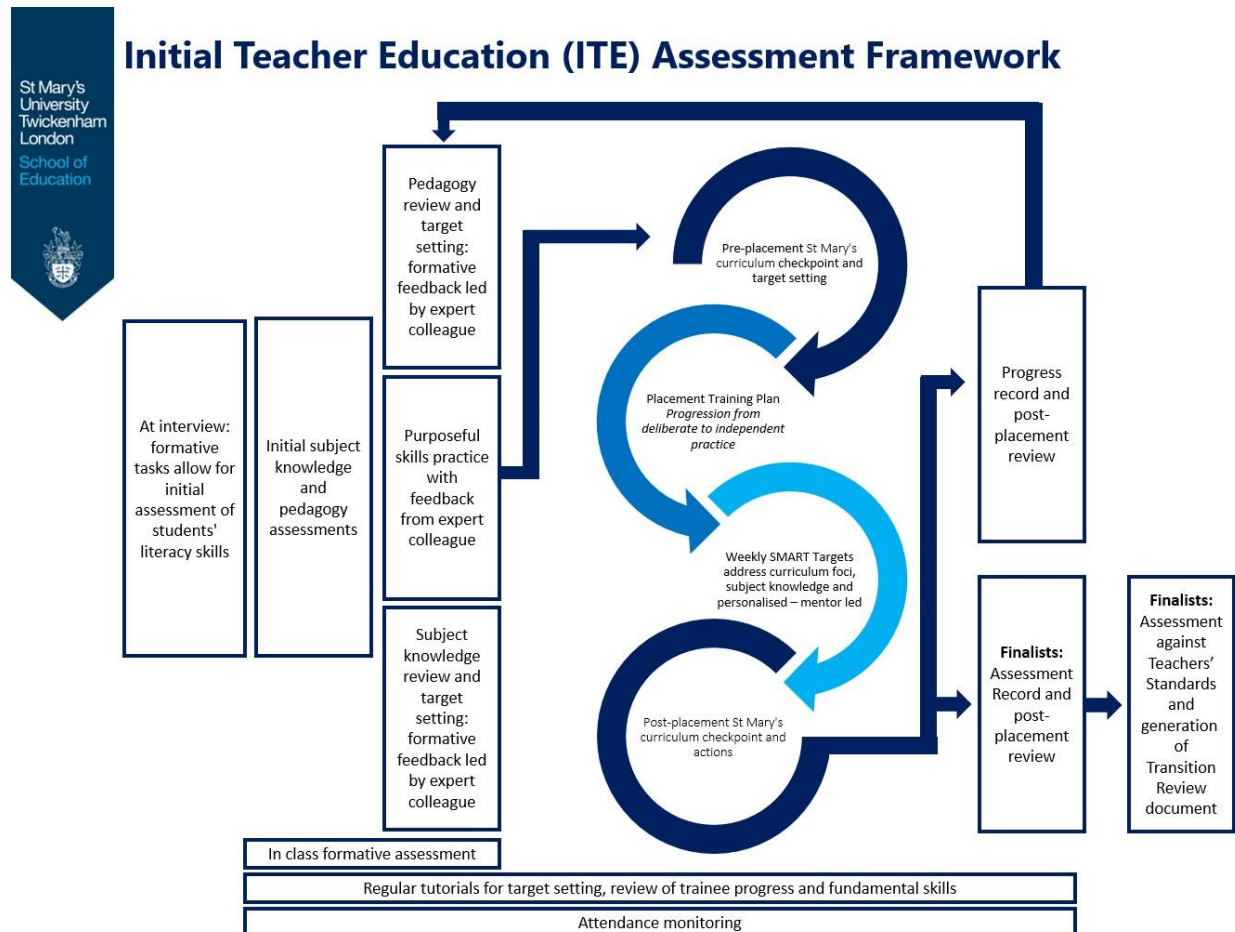 Initial Teacher Education (ITE) Assessment Framework
St Mary's
University
Twickenham
London
School of
Education
At interview:
formative
tasks allow for
initial
assessment of
students'
literacy skills
Initial subject
knowledge
and
pedagogy
assessments
Pedagogy
review and
target
setting:
formative
feedback led
by expert
colleague
Purposeful
skills practice
with
feedback
from expert
colleague
Subject
knowledge
review and
target
setting:
formative
feedback led
by expert
colleague
Pre-placement St Mary's
curriculum checkpoint and
target setting
Placement Training Plan
Progression from
deliberate to independent
practice
Weekly SMART Targets
address curriculum foci,
subject knowledge and
personalised – mentor led
Post-placement St Mary's
curriculum checkpoint and
actions
Progress
record and
post-
placement
review
Finalists:
Assessment
Record and
post-
placement
review
Finalists:
Assessment
against
Teachers’
Standards
and
generation
of
Transition
Review
document
In class formative assessment
Regular tutorials for target setting, review of trainee progress and fundamental skills
Attendance monitoring